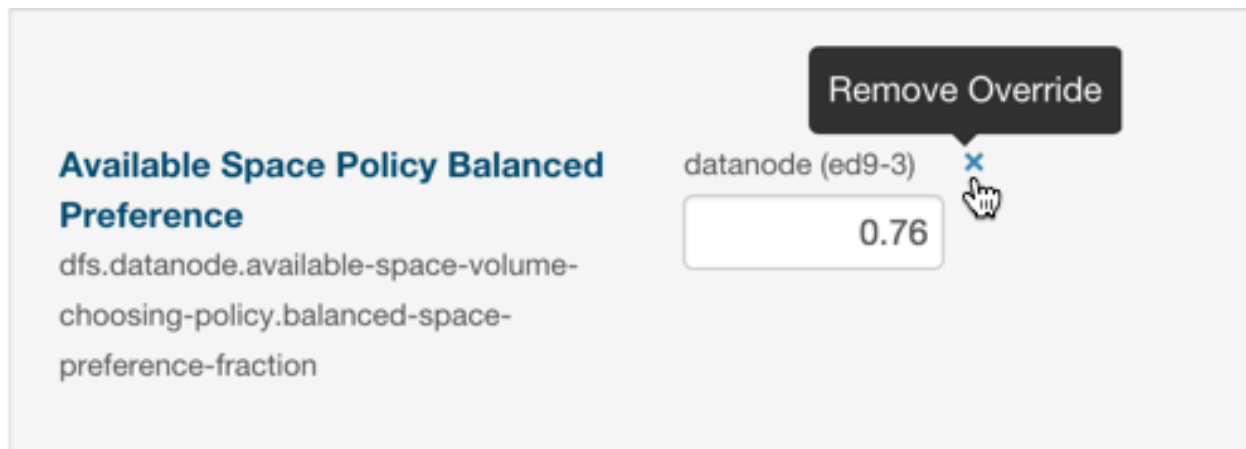 Remove Override
Available Space Policy Balanced
Preference
datanode (ed9-3)
0.76
dfs.datanode.available-space-volume-
choosing-policy.balanced-space-
preference-fraction